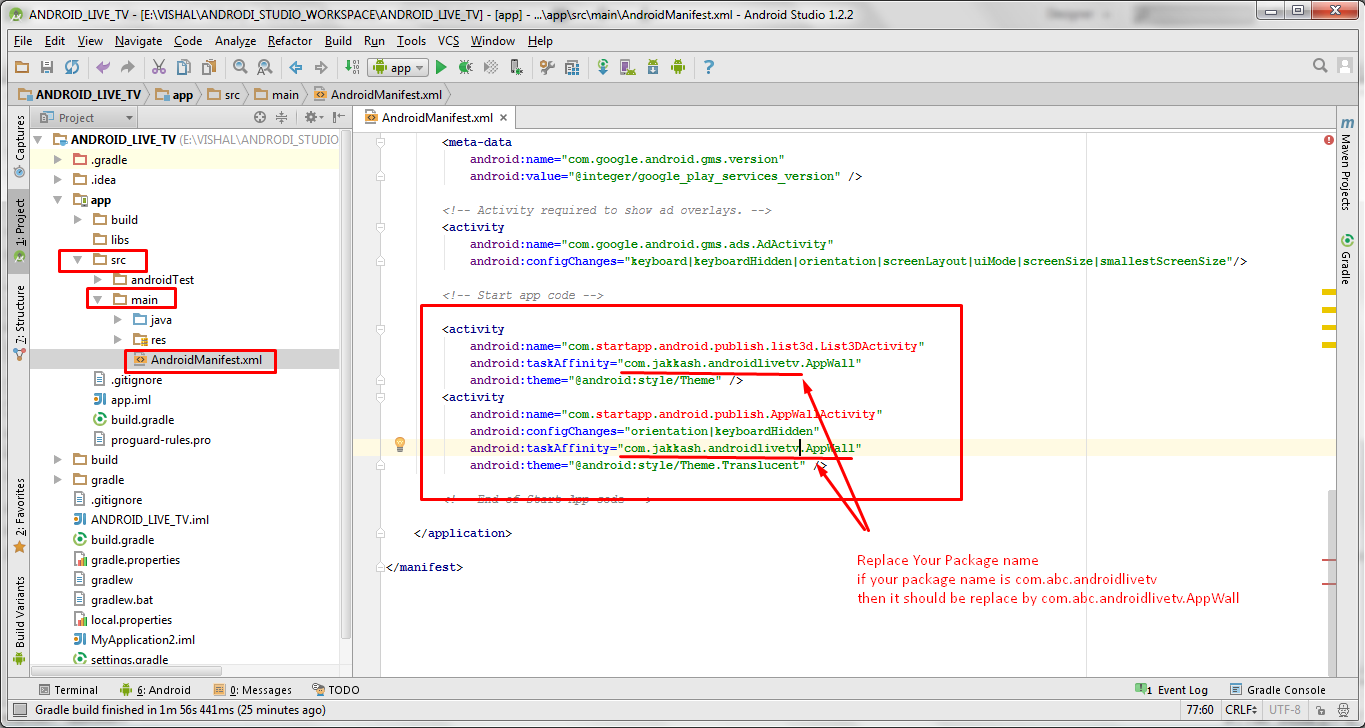 ANDROID_LIVE_TV - [E:\VISHAL\ANDRODI_STUDIO_WORKSPACE\ANDROID_LIVE_TV] - [app] - ...\app\src\main\AndroidManifest.xml - Android Studio 1.2.2
File Edit View Navigate Code Analyze Refactor Build Run Tools VCS Window Help
app
ANDROID_LIVE_TV app src main AndroidManifest.xml
Project
AndroidManifest.xml
Captures
1: Project
7: Structure
2: Favorites
Build Variants
ANDROID_LIVE_TV (E:\VISHAL\ANDRODI_STUDIO
.gradle
.idea
app
build
libs
src
androidTest
main
java
res
AndroidManifest.xml
.gitignore
app.iml
build.gradle
proguard-rules.pro
build
gradle
.gitignore
ANDROID_LIVE_TV.iml
build.gradle
gradle.properties
gradlew
gradlew.bat
local.properties
MyApplication2.iml
settings.gradle
<meta-data
android:name="com.google.android.gms.version"
android:value="@integer/google_play_services_version" />
<!-- Activity required to show ad overlays. -->
<activity
android:name="com.google.android.gms.ads.AdActivity"
android:configChanges="keyboard|keyboardHidden|orientation|screenLayout|uiMode|screenSize|smallestScreenSize"/>
<!-- Start app code -->
<activity
android:name="com.startapp.android.publish.list3d.List3DActivity"
android:taskAffinity="com.jakkash.androidlivetv.AppWall"
android:theme="@android:style/Theme" />
<activity
android:name="com.startapp.android.publish.AppWallActivity"
android:configChanges="orientation|keyboardHidden"
android:taskAffinity="com.jakkash.androidlivetv.AppWall"
android:theme="@android:style/Theme.Translucent" />
<!-- End of Start App code -->
</application>
</manifest>
Replace Your Package name
if your package name is com.abc.androidlivetv
then it should be replace by com.abc.androidlivetv.AppWall
m
Maven Projects
Gradle
Terminal 6: Android 0: Messages TODO 1 Event Log Gradle Console
Gradle build finished in 1m 56s 441ms (25 minutes ago) 77:60 CRLF UTF-8